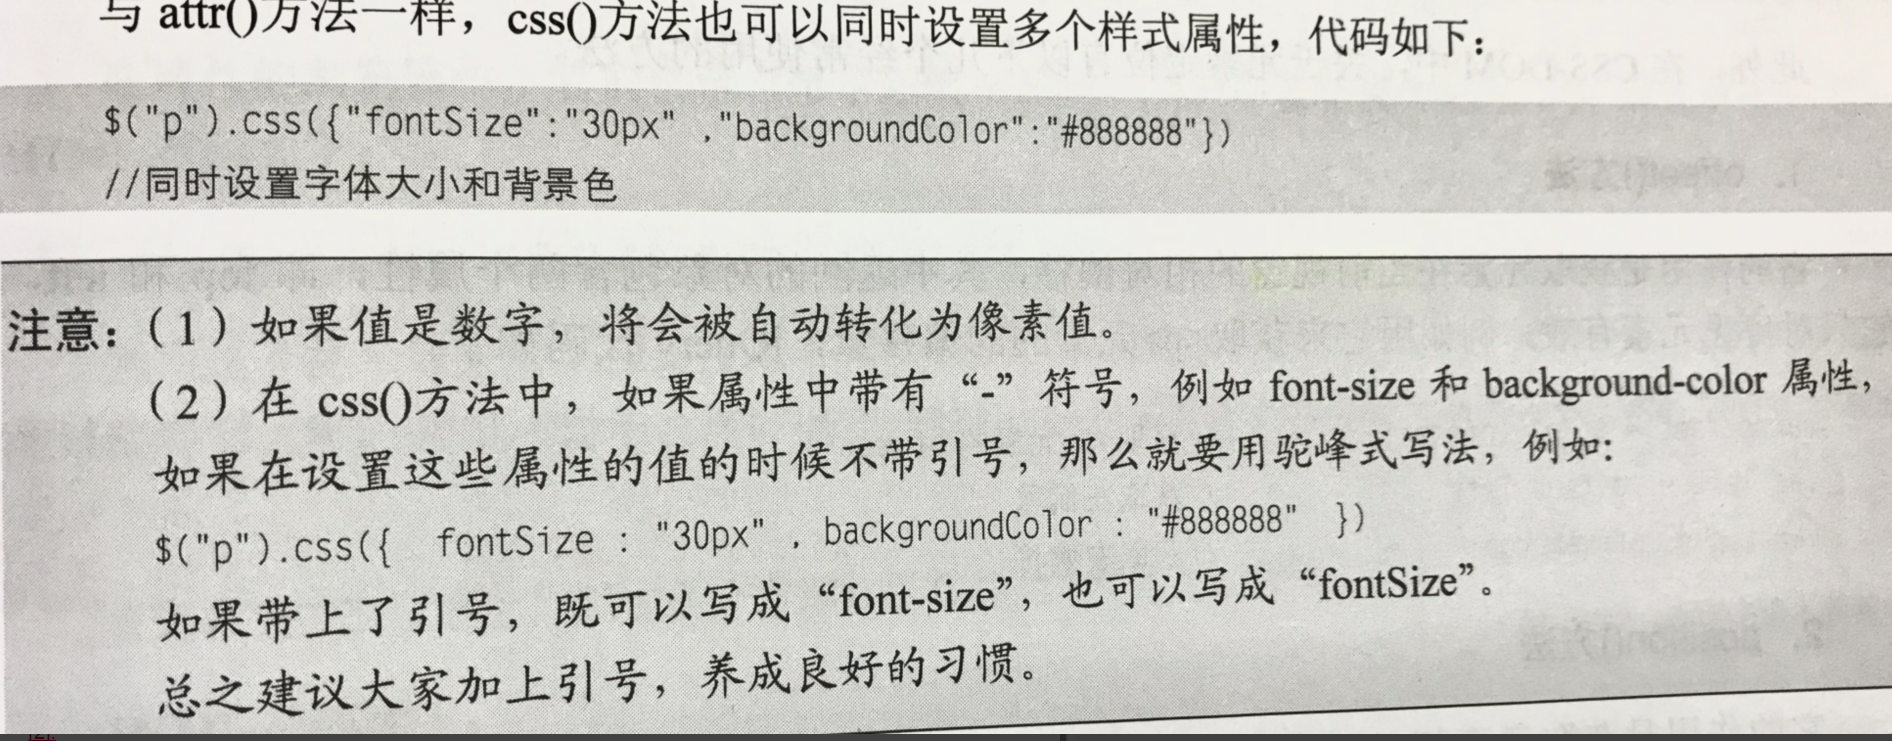 与 attr()方法一样，css()方法也可以同时设置多个样式属性，代码如下：
$("p").css({"fontSize":"30px" ,"backgroundColor":"#888888"})
//同时设置字体大小和背景色
注意：（1）如果值是数字，将会被自动转化为像素值。
（2）在 css()方法中，如果属性中带有“-”符号，例如 font-size 和 background-color 属性，
如果在设置这些属性的值的时候不带引号，那么就要用驼峰式写法，例如：
$("p").css({ fontSize : "30px" , backgroundColor : "#888888" })
如果带上了引号，既可以写成“font-size”，也可以写成“fontSize”。
总之建议大家加上引号，养成良好的习惯。